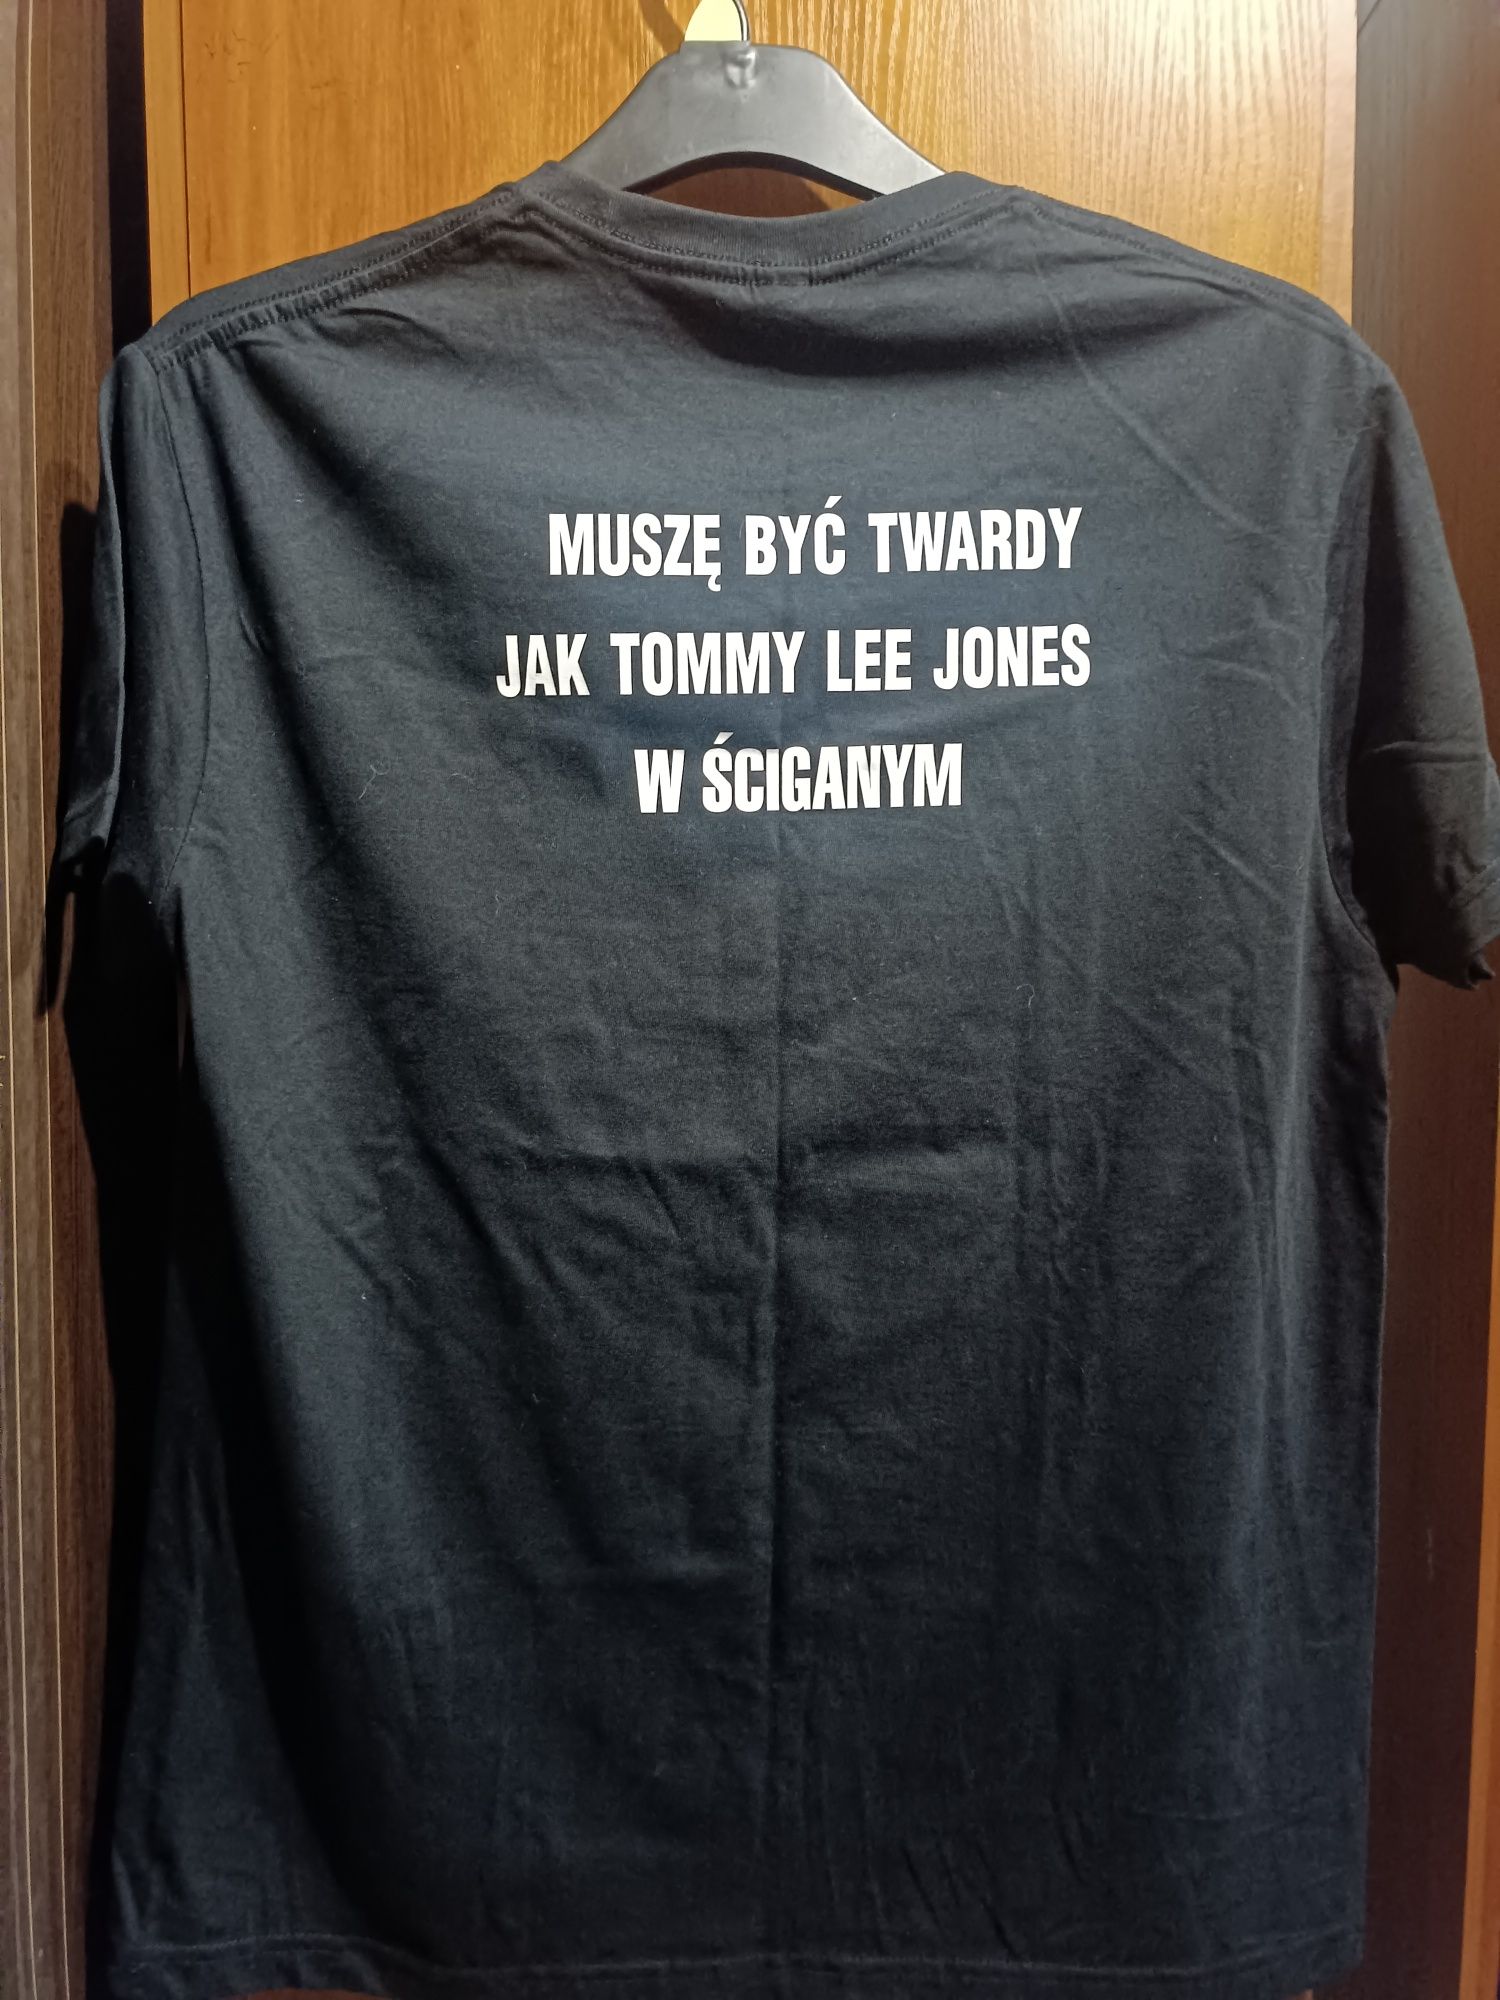 MUSZĘ BYĆ TWARDY
JAK TOMMY LEE JONES
W ŚCIGANYM